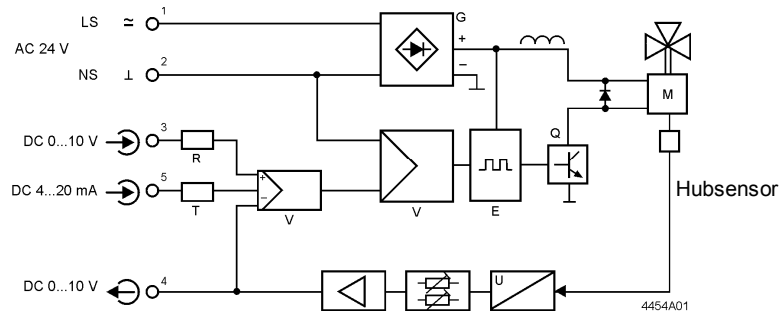 LS 1
AC 24 V
NS ⊥ 2
G
+
–
M
DC 0...10 V 3
R
Q
DC 4...20 mA 5
T
+
–
V
V
E
Hubsensor
DC 0...10 V 4
U
4454A01